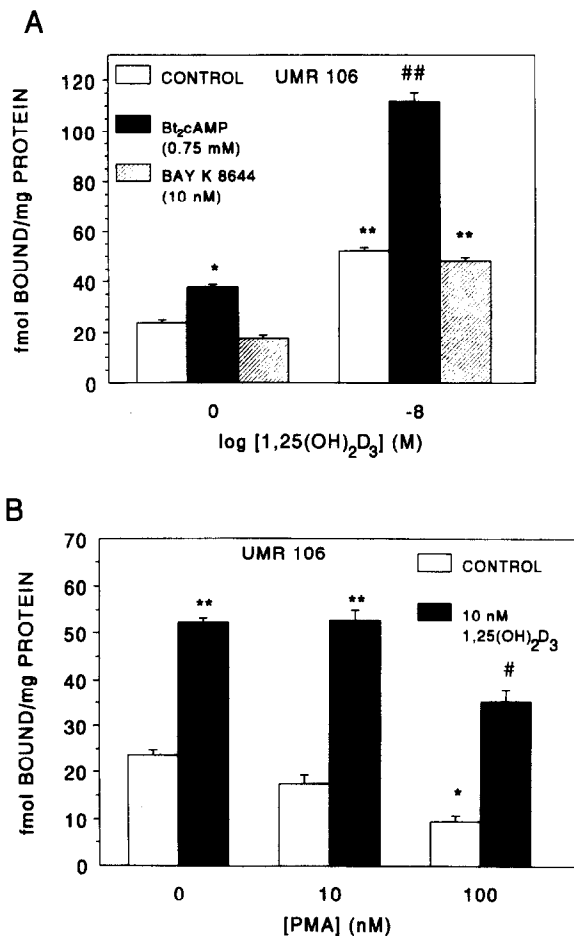 A
CONTROL
UMR 106
Bt₂cAMP
(0.75 mM)
BAY K 8644
(10 nM)
##
*
**
**
120
100
80
60
40
20
0
fmol BOUND/mg PROTEIN
0
-8
log [1,25(OH)₂D₃] (M)
B
UMR 106
CONTROL
10 nM
1,25(OH)₂D₃
**
**
#
*
70
60
50
40
30
20
10
0
fmol BOUND/mg PROTEIN
0
10
100
[PMA] (nM)